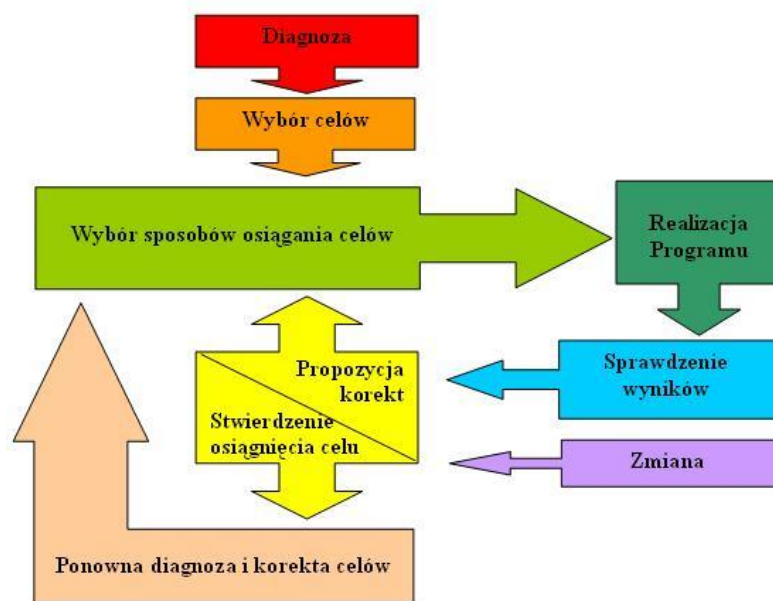 Diagnoza
Wybór celów
Wybór sposobów osiągania celów
Realizacja
Programu
Propozycja
korekt
Stwierdzenie
osiągnięcia celu
Sprawdzenie
wyników
Zmiana
Ponowna diagnoza i korekta celów